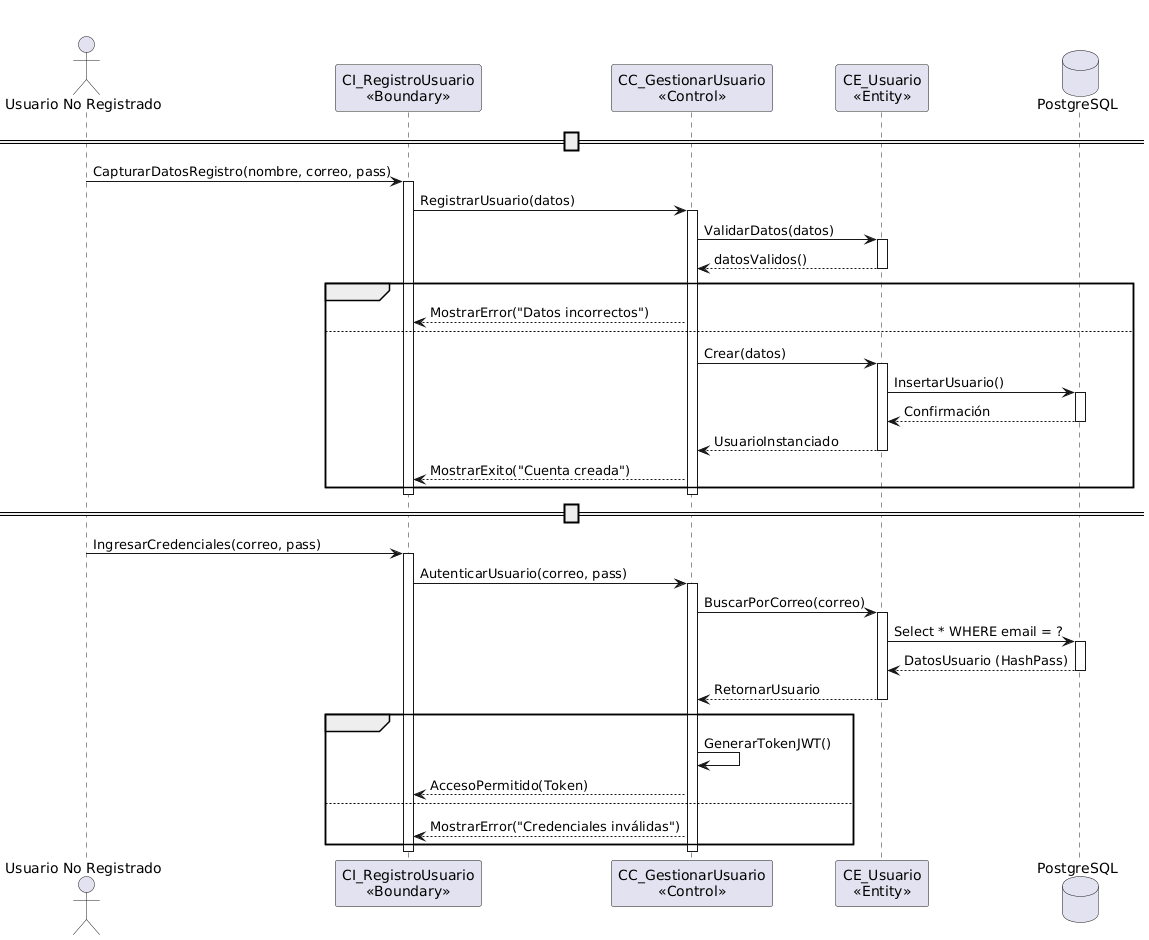 Usuario No Registrado
CI_RegistroUsuario
«Boundary»
CC_GestionarUsuario
«Control»
CE_Usuario
«Entity»
PostgreSQL
CapturarDatosRegistro(nombre, correo, pass)
RegistrarUsuario(datos)
ValidarDatos(datos)
datosValidos()
MostrarError("Datos incorrectos")
Crear(datos)
InsertarUsuario()
Confirmación
UsuarioInstanciado
MostrarExito("Cuenta creada")
IngresarCredenciales(correo, pass)
AutenticarUsuario(correo, pass)
BuscarPorCorreo(correo)
Select * WHERE email = ?
DatosUsuario (HashPass)
RetornarUsuario
GenerarTokenJWT()
AccesoPermitido(Token)
MostrarError("Credenciales inválidas")
Usuario No Registrado
CI_RegistroUsuario
«Boundary»
CC_GestionarUsuario
«Control»
CE_Usuario
«Entity»
PostgreSQL